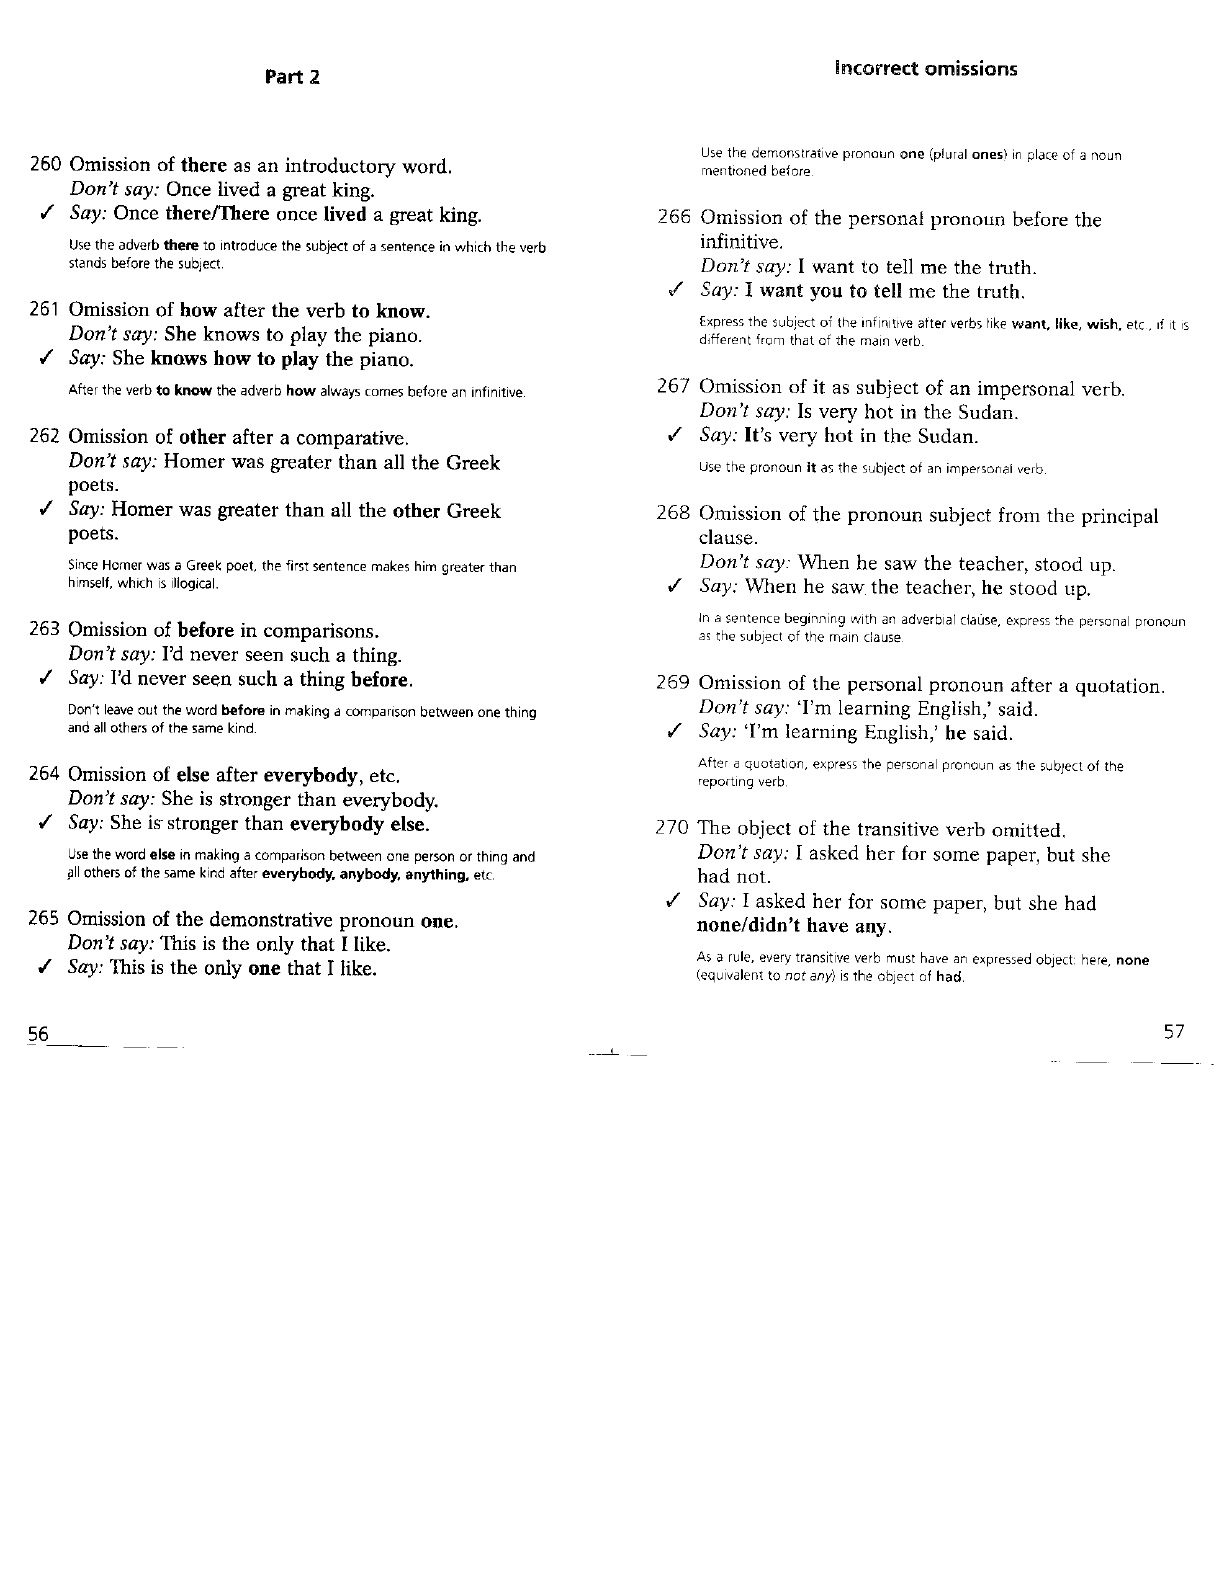 Part 2
260 Omission of there as an introductory word.
Don't say: Once lived a great king.
✓ Say: Once there/There once lived a great king.
Use the adverb there to introduce the subject of a sentence in which the verb
stands before the subject.
261 Omission of how after the verb to know.
Don't say: She knows to play the piano.
✓ Say: She knows how to play the piano.
After the verb to know the adverb how always comes before an infinitive.
262 Omission of other after a comparative.
Don't say: Homer was greater than all the Greek
poets.
✓ Say: Homer was greater than all the other Greek
poets.
Since Homer was a Greek poet, the first sentence makes him greater than
himself, which is illogical.
263 Omission of before in comparisons.
Don't say: I'd never seen such a thing.
✓ Say: I'd never seen such a thing before.
Don't leave out the word before in making a comparison between one thing
and all others of the same kind.
264 Omission of else after everybody, etc.
Don't say: She is stronger than everybody.
✓ Say: She is stronger than everybody else.
Use the word else in making a comparison between one person or thing and
all others of the same kind after everybody, anybody, anything, etc.
265 Omission of the demonstrative pronoun one.
Don't say: This is the only that I like.
✓ Say: This is the only one that I like.
56
Incorrect omissions
Use the demonstrative pronoun one (plural ones) in place of a noun
mentioned before.
266 Omission of the personal pronoun before the
infinitive.
Don't say: I want to tell me the truth.
✓ Say: I want you to tell me the truth.
Express the subject of the infinitive after verbs like want, like, wish, etc., if it is
different from that of the main verb.
267 Omission of it as subject of an impersonal verb.
Don't say: Is very hot in the Sudan.
✓ Say: It's very hot in the Sudan.
Use the pronoun it as the subject of an impersonal verb.
268 Omission of the pronoun subject from the principal
clause.
Don't say: When he saw the teacher, stood up.
✓ Say: When he saw the teacher, he stood up.
In a sentence beginning with an adverbial clause, express the personal pronoun
as the subject of the main clause.
269 Omission of the personal pronoun after a quotation.
Don't say: 'I'm learning English,' said.
✓ Say: 'I'm learning English,' he said.
After a quotation, express the personal pronoun as the subject of the
reporting verb.
270 The object of the transitive verb omitted.
Don't say: I asked her for some paper, but she
had not.
✓ Say: I asked her for some paper, but she had
none/didn't have any.
As a rule, every transitive verb must have an expressed object: here, none
(equivalent to not any) is the object of had.
57